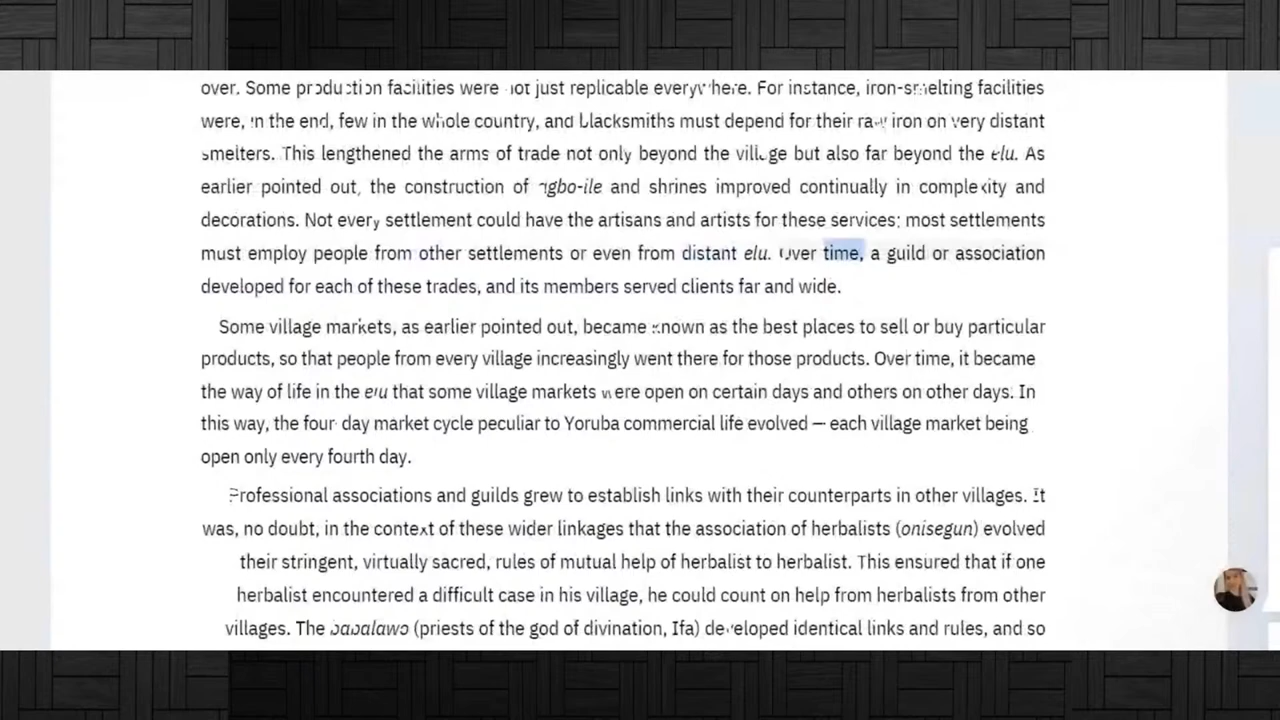 over. Some production facilities were not just replicable everywhere. For instance, iron-smelting facilities
were, in the end, few in the whole country, and blacksmiths must depend for their raw iron on very distant
smelters. This lengthened the arms of trade not only beyond the village but also far beyond the elu. As
earlier pointed out, the construction of agbo-ile and shrines improved continually in complexity and
decorations. Not every settlement could have the artisans and artists for these services; most settlements
must employ people from other settlements or even from distant elu. Over time, a guild or association
developed for each of these trades, and its members served clients far and wide.
Some village markets, as earlier pointed out, became known as the best places to sell or buy particular
products, so that people from every village increasingly went there for those products. Over time, it became
the way of life in the elu that some village markets were open on certain days and others on other days. In
this way, the four-day market cycle peculiar to Yoruba commercial life evolved — each village market being
open only every fourth day.
Professional associations and guilds grew to establish links with their counterparts in other villages. It
was, no doubt, in the context of these wider linkages that the association of herbalists (onisegun) evolved
their stringent, virtually sacred, rules of mutual help of herbalist to herbalist. This ensured that if one
herbalist encountered a difficult case in his village, he could count on help from herbalists from other
villages. The babalawo (priests of the god of divination, Ifa) developed identical links and rules, and so